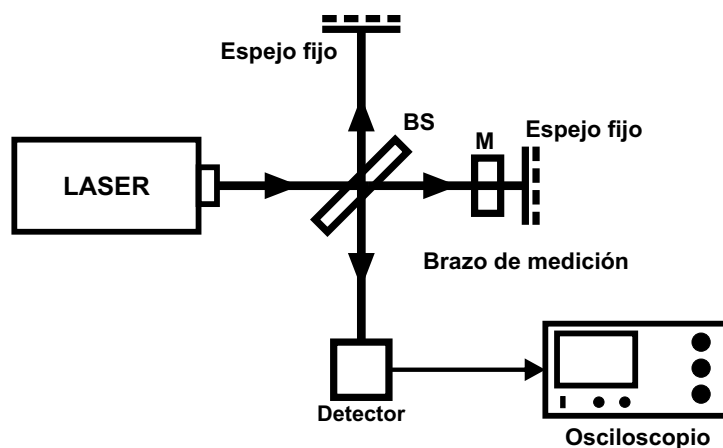 Espejo fijo
BS
Espejo fijo
M
LASER
Brazo de medición
Detector
Osciloscopio